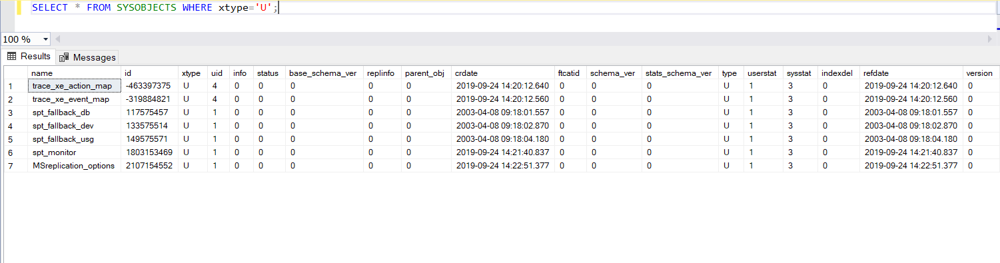 SELECT * FROM SYSOBJECTS WHERE xtype='U';
100 %
Results Messages
name id xtype uid info status base_schema_ver replinfo parent_obj crdate ftcatid schema_ver stats_schema_ver type userstat sysstat indexdel refdate version
1 trace_xe_action_map -463397375 U 4 0 0 0 0 0 2019-09-24 14:20:12.640 0 0 0 U 1 3 0 2019-09-24 14:20:12.640 0
2 trace_xe_event_map -319884821 U 4 0 0 0 0 0 2019-09-24 14:20:12.560 0 0 0 U 1 3 0 2019-09-24 14:20:12.560 0
3 spt_fallback_db 117575457 U 1 0 0 0 0 0 2003-04-08 09:18:01.557 0 0 0 U 1 3 0 2003-04-08 09:18:01.557 0
4 spt_fallback_dev 133575514 U 1 0 0 0 0 0 2003-04-08 09:18:02.870 0 0 0 U 1 3 0 2003-04-08 09:18:02.870 0
5 spt_fallback_usg 149575571 U 1 0 0 0 0 0 2003-04-08 09:18:04.180 0 0 0 U 1 3 0 2003-04-08 09:18:04.180 0
6 spt_monitor 1803153469 U 1 0 0 0 0 0 2019-09-24 14:21:40.837 0 0 0 U 1 3 0 2019-09-24 14:21:40.837 0
7 MSreplication_options 2107154552 U 1 0 0 0 0 0 2019-09-24 14:22:51.377 0 0 0 U 1 3 0 2019-09-24 14:22:51.377 0